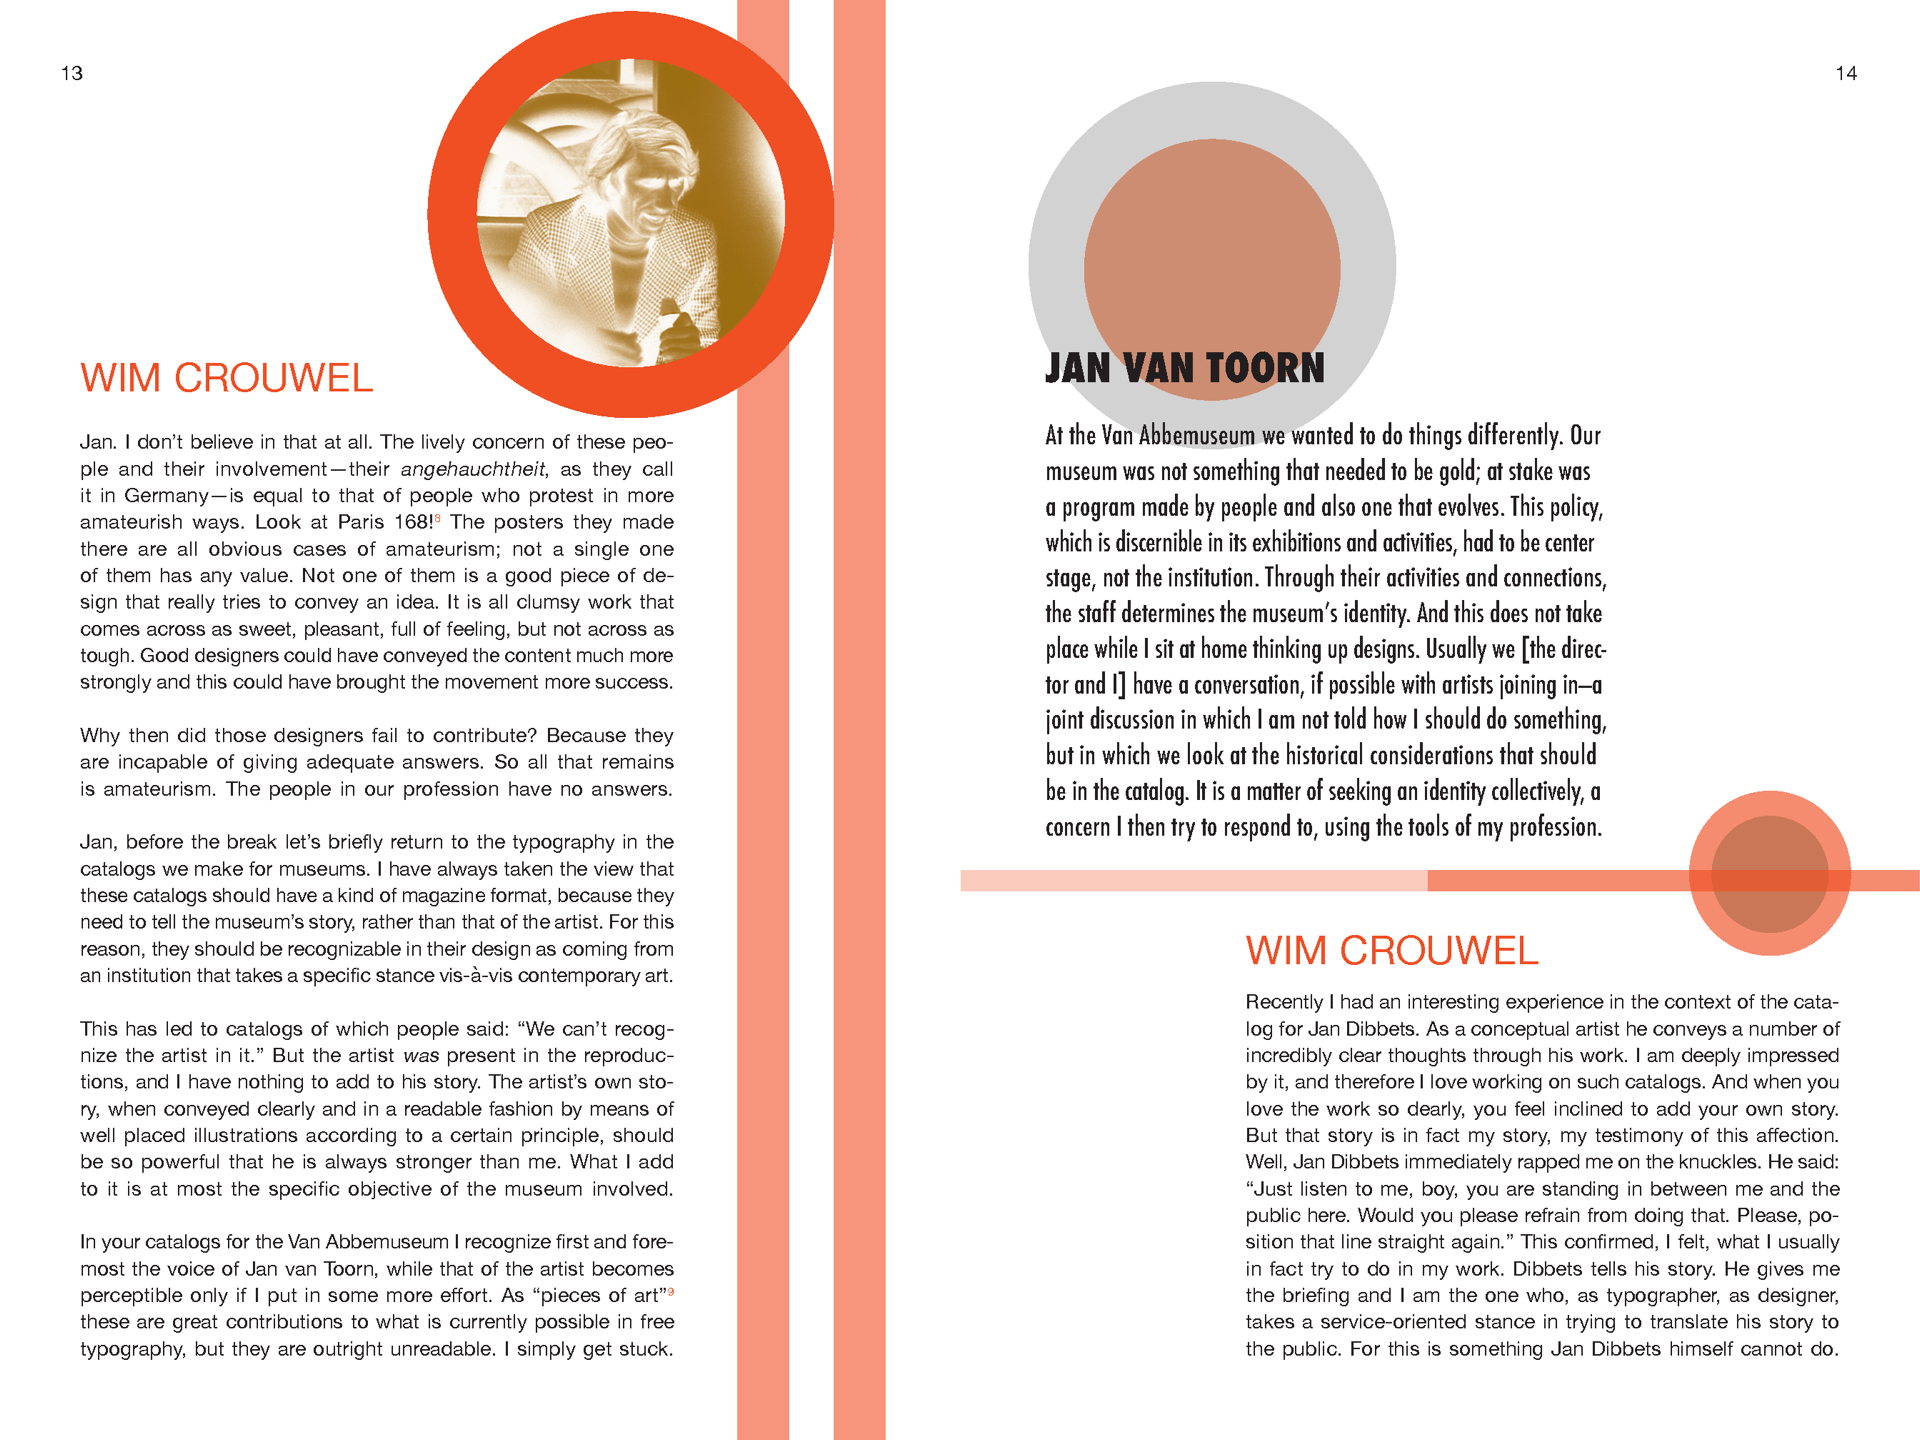 13
WIM CROUWEL
Jan. I don’t believe in that at all. The lively concern of these peo-
ple and their involvement—their angehauchtheit, as they call
it in Germany—is equal to that of people who protest in more
amateurish ways. Look at Paris 168!8 The posters they made
there are all obvious cases of amateurism; not a single one
of them has any value. Not one of them is a good piece of de-
sign that really tries to convey an idea. It is all clumsy work that
comes across as sweet, pleasant, full of feeling, but not across as
tough. Good designers could have conveyed the content much more
strongly and this could have brought the movement more success.
Why then did those designers fail to contribute? Because they
are incapable of giving adequate answers. So all that remains
is amateurism. The people in our profession have no answers.
Jan, before the break let’s briefly return to the typography in the
catalogs we make for museums. I have always taken the view that
these catalogs should have a kind of magazine format, because they
need to tell the museum’s story, rather than that of the artist. For this
reason, they should be recognizable in their design as coming from
an institution that takes a specific stance vis-à-vis contemporary art.
This has led to catalogs of which people said: “We can’t recog-
nize the artist in it.” But the artist was present in the reproduc-
tions, and I have nothing to add to his story. The artist’s own sto-
ry, when conveyed clearly and in a readable fashion by means of
well placed illustrations according to a certain principle, should
be so powerful that he is always stronger than me. What I add
to it is at most the specific objective of the museum involved.
In your catalogs for the Van Abbemuseum I recognize first and fore-
most the voice of Jan van Toorn, while that of the artist becomes
perceptible only if I put in some more effort. As “pieces of art”9
these are great contributions to what is currently possible in free
typography, but they are outright unreadable. I simply get stuck.
14
JAN VAN TOORN
At the Van Abbemuseum we wanted to do things differently. Our
museum was not something that needed to be gold; at stake was
a program made by people and also one that evolves. This policy,
which is discernible in its exhibitions and activities, had to be center
stage, not the institution. Through their activities and connections,
the staff determines the museum’s identity. And this does not take
place while I sit at home thinking up designs. Usually we [the direc-
tor and I] have a conversation, if possible with artists joining in—a
joint discussion in which I am not told how I should do something,
but in which we look at the historical considerations that should
be in the catalog. It is a matter of seeking an identity collectively, a
concern I then try to respond to, using the tools of my profession.
WIM CROUWEL
Recently I had an interesting experience in the context of the cata-
log for Jan Dibbets. As a conceptual artist he conveys a number of
incredibly clear thoughts through his work. I am deeply impressed
by it, and therefore I love working on such catalogs. And when you
love the work so dearly, you feel inclined to add your own story.
But that story is in fact my story, my testimony of this affection.
Well, Jan Dibbets immediately rapped me on the knuckles. He said:
“Just listen to me, boy, you are standing in between me and the
public here. Would you please refrain from doing that. Please, po-
sition that line straight again.” This confirmed, I felt, what I usually
in fact try to do in my work. Dibbets tells his story. He gives me
the briefing and I am the one who, as typographer, as designer,
takes a service-oriented stance in trying to translate his story to
the public. For this is something Jan Dibbets himself cannot do.